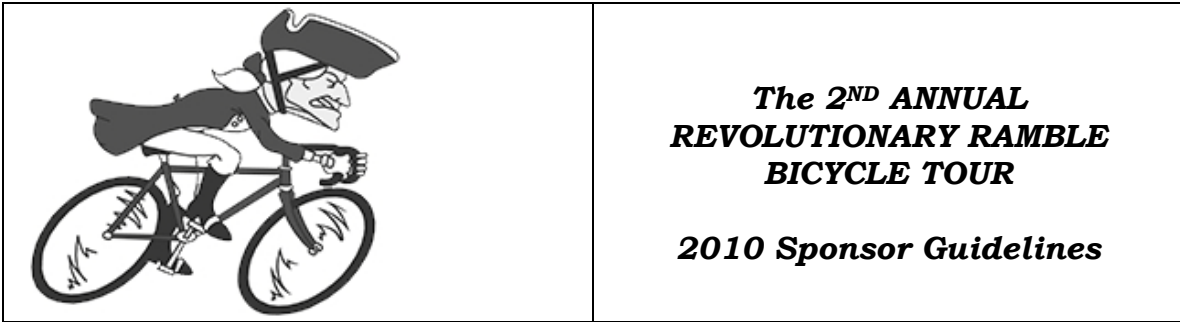 The 2ND ANNUAL
REVOLUTIONARY RAMBLE
BICYCLE TOUR
2010 Sponsor Guidelines